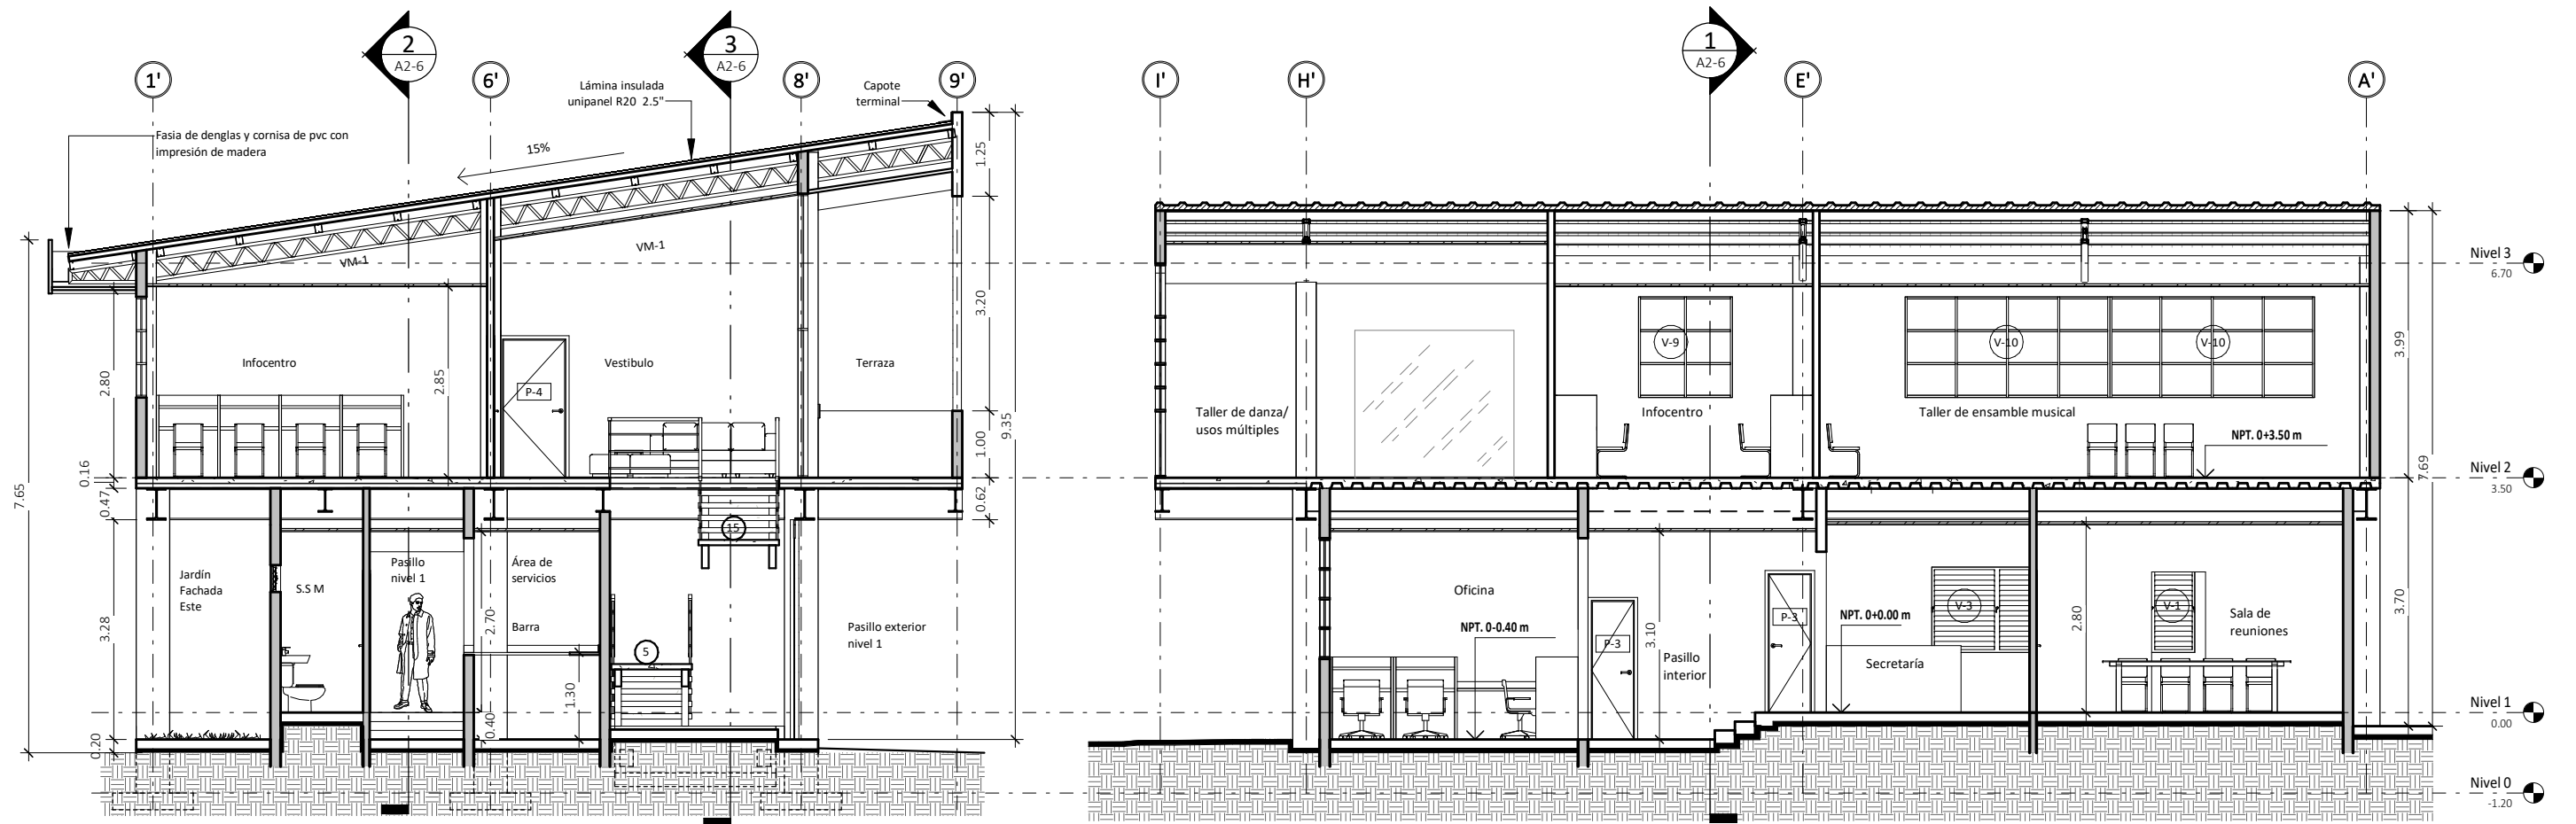 1'
2
A2-6
6'
3
A2-6
8'
9'
Lámina insulada
unipanel R20 2.5"
Capote
terminal
Fasia de denglas y cornisa de pvc con
impresión de madera
15%
VM-1
VM-1
Infocentro
Vestibulo
Terraza
P-4
2.80
2.85
1.25
3.20
1.00
9.35
0.62
7.65
0.16
0.47
3.28
0.20
15
5
Jardín
Fachada
Este
S.S M
Pasillo
nivel 1
Área de
servicios
Barra
2.70
0.40
1.30
Pasillo exterior
nivel 1
I'
H'
1
A2-6
E'
A'
V-9
V-10
V-10
Taller de danza/
usos múltiples
Infocentro
Taller de ensamble musical
NPT. 0+3.50 m
3.99
7.69
3.70
Nivel 3
6.70
Nivel 2
3.50
Nivel 1
0.00
Nivel 0
-1.20
Oficina
NPT. 0-0.40 m
P-3
3.10
Pasillo
interior
P-3
NPT. 0+0.00 m
Secretaría
V-3
2.80
V-1
Sala de
reuniones